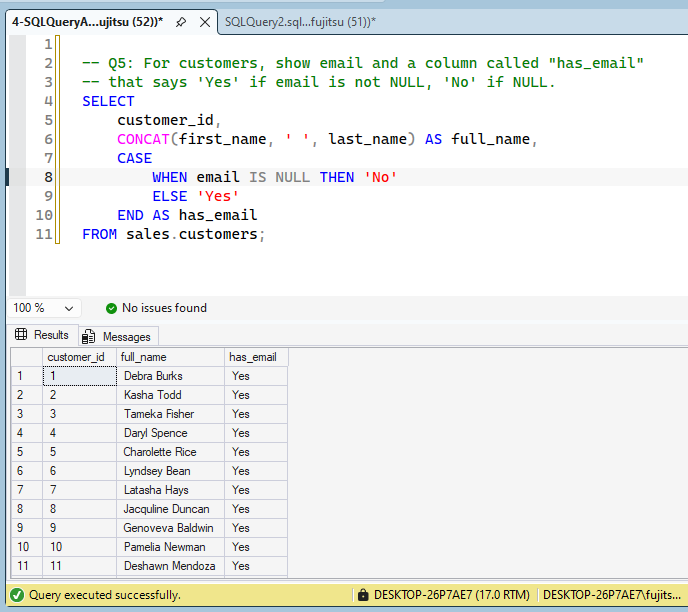 4-SQLQueryA...ujitsu (52))* SQLQuery2.sql...fujitsu (51))*
1
2 -- Q5: For customers, show email and a column called "has_email"
3 -- that says 'Yes' if email is not NULL, 'No' if NULL.
4 SELECT
5 customer_id,
6 CONCAT(first_name, ' ', last_name) AS full_name,
7 CASE
8 WHEN email IS NULL THEN 'No'
9 ELSE 'Yes'
10 END AS has_email
11 FROM sales.customers;
100 % No issues found
Results Messages
customer_id full_name has_email
1 1 Debra Burks Yes
2 2 Kasha Todd Yes
3 3 Tameka Fisher Yes
4 4 Daryl Spence Yes
5 5 Charolette Rice Yes
6 6 Lyndsey Bean Yes
7 7 Latasha Hays Yes
8 8 Jacquline Duncan Yes
9 9 Genoveva Baldwin Yes
10 10 Pamelia Newman Yes
11 11 Deshawn Mendoza Yes
Query executed successfully. DESKTOP-26P7AE7 (17.0 RTM) DESKTOP-26P7AE7\fujits...